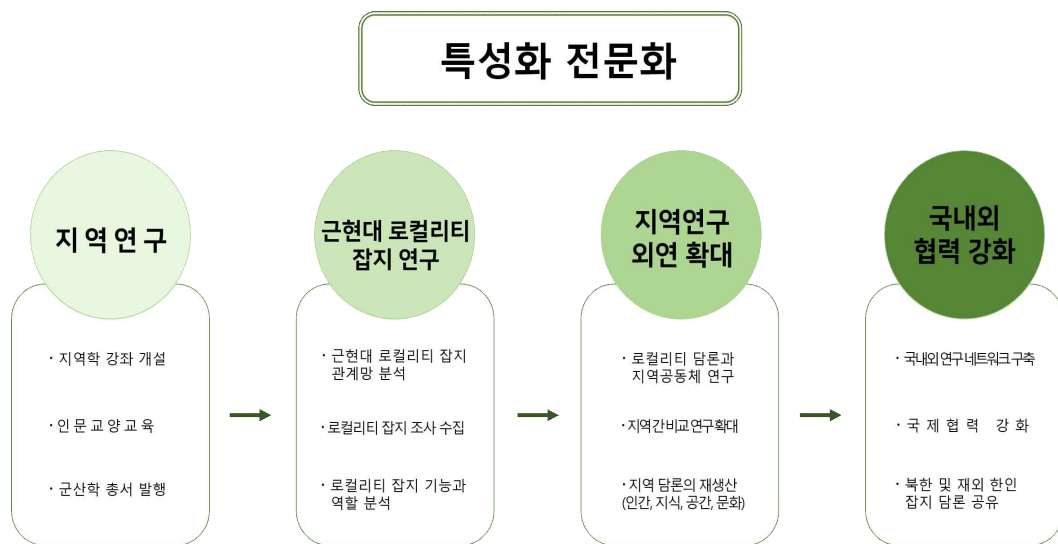 특성화 전문화
지역연구
· 지역학 강좌 개설
· 인문교양교육
· 군산학 총서 발행
근현대 로컬리티
잡지 연구
· 근현대 로컬리티 잡지
관계망 분석
· 로컬리티 잡지 조사 수집
· 로컬리티 잡지 기능과
역할 분석
지역연구
외연 확대
· 로컬리티 담론과
지역공동체 연구
· 지역간 비교 연구 확대
· 지역 담론의 재생산
(인간, 지식, 공간, 문화)
국내외
협력 강화
· 국내외 연구 네트워크 구축
· 국제협력 강화
· 북한 및 재외 한인
잡지 담론 공유